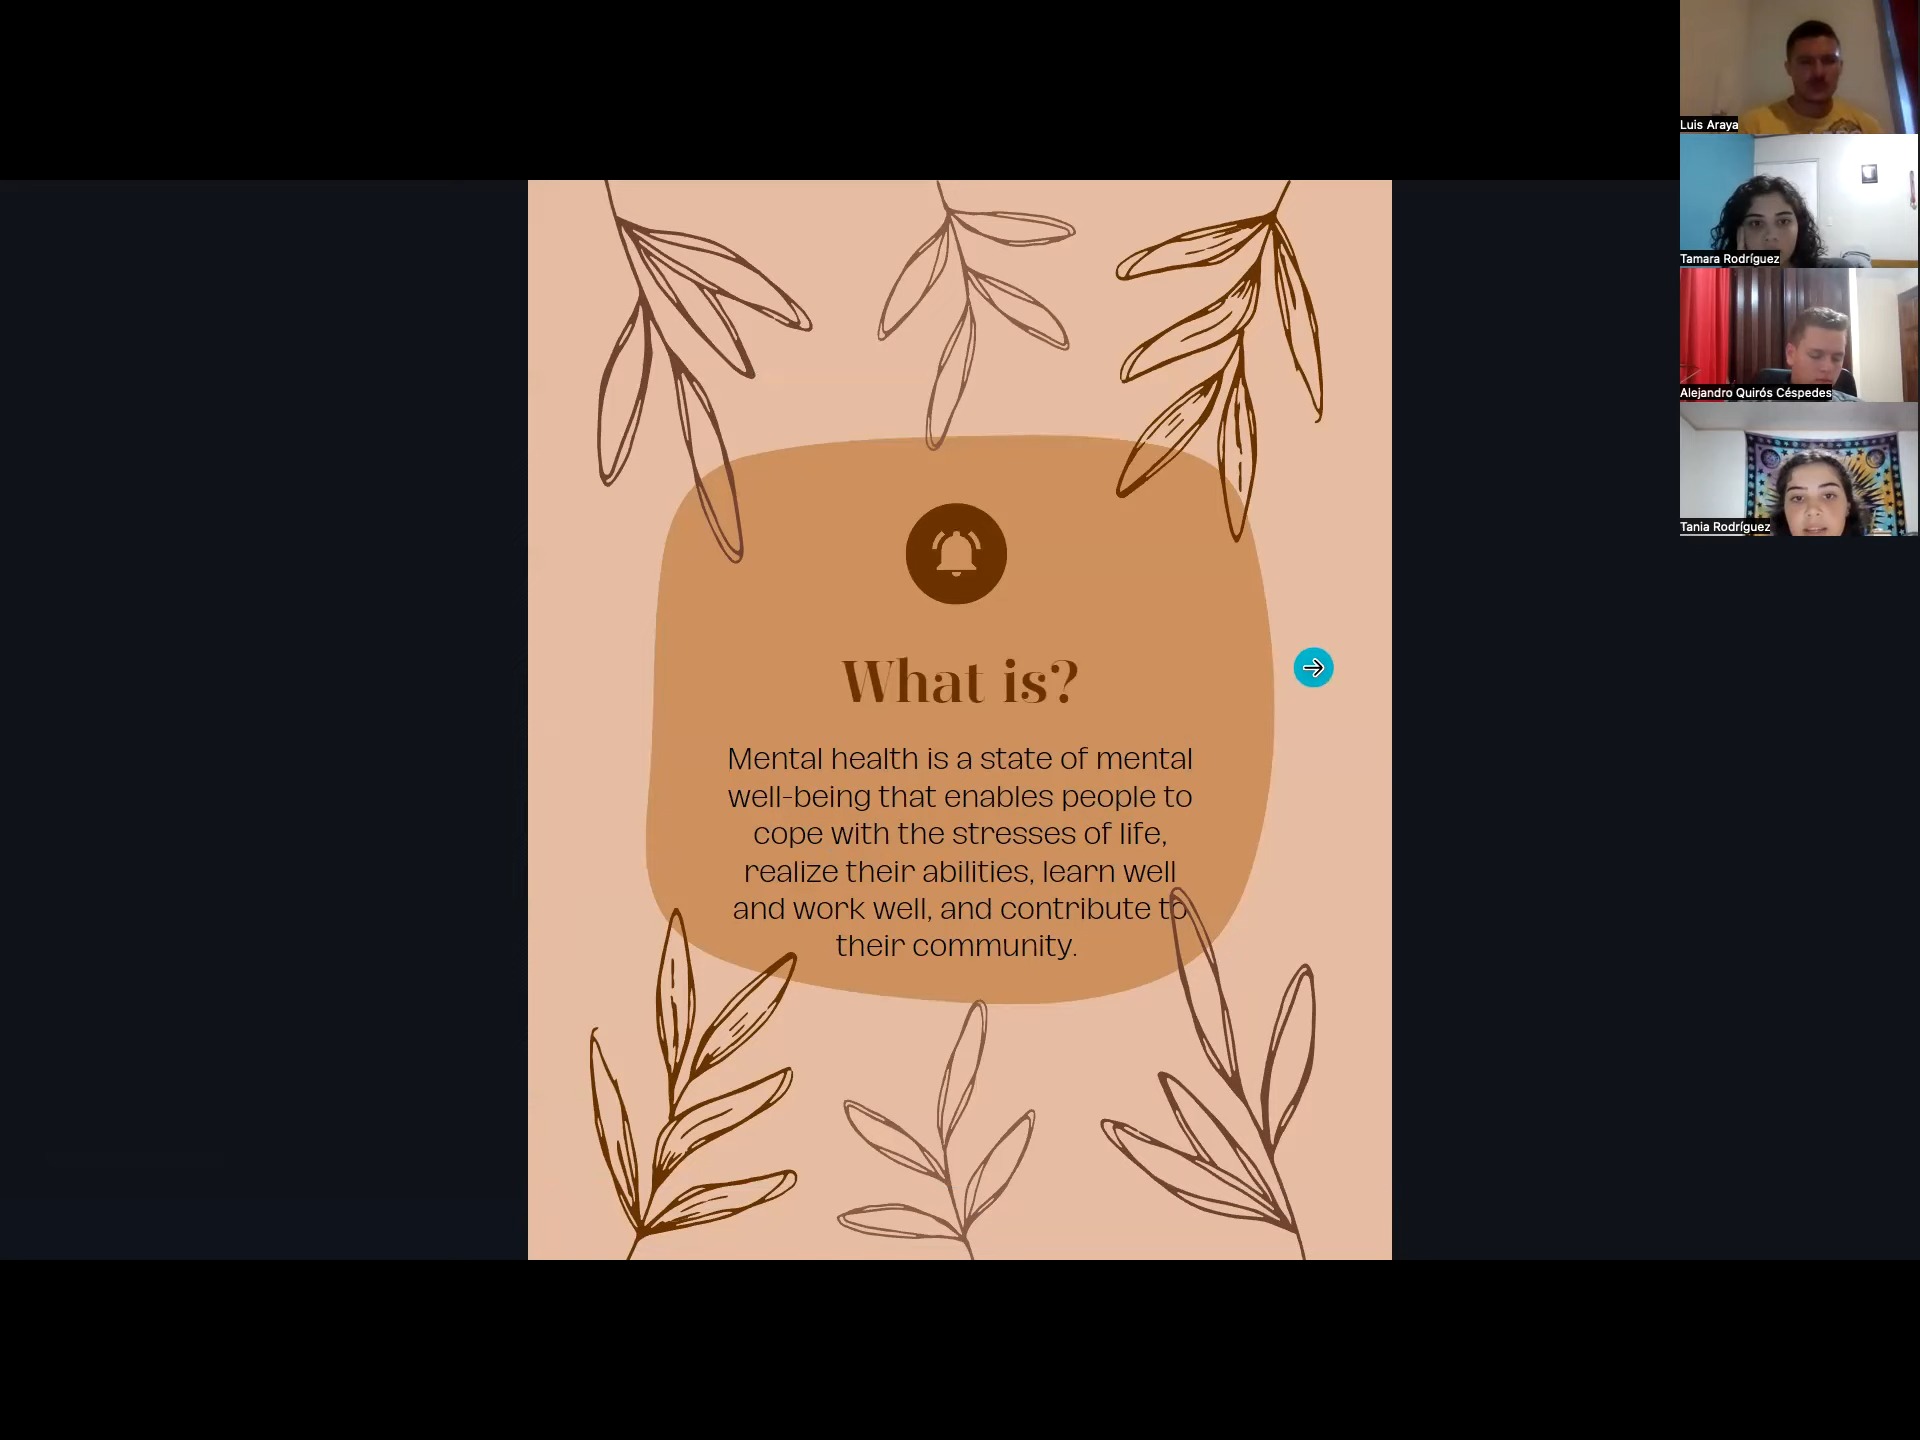 Luis Araya
Tamara Rodríguez
Alejandro Quirós Céspedes
Tania Rodríguez
What is?
Mental health is a state of mental
well-being that enables people to
cope with the stresses of life,
realize their abilities, learn well
and work well, and contribute to
their community.